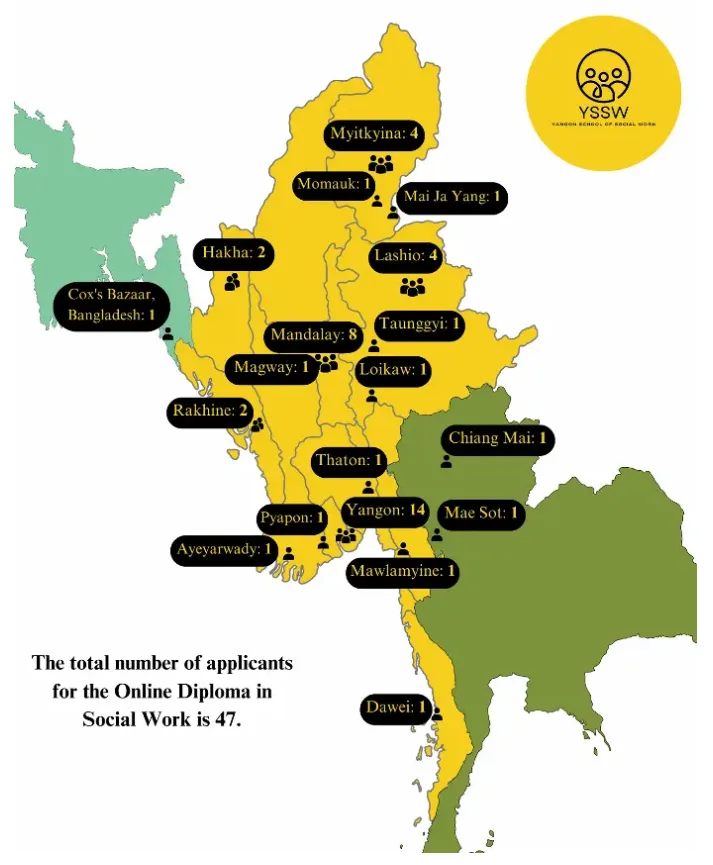 YSSW
YANGON SCHOOL OF SOCIAL WORK
Myitkyina: 4
Momauk: 1
Mai Ja Yang: 1
Hakha: 2
Lashio: 4
Cox's Bazaar,
Bangladesh: 1
Taunggyi: 1
Mandalay: 8
Magway: 1
Loikaw: 1
Rakhine: 2
Chiang Mai: 1
Thaton: 1
Pyapon: 1
Yangon: 14
Mae Sot: 1
Ayeyarwady: 1
Mawlamyine: 1
The total number of applicants
for the Online Diploma in
Social Work is 47.
Dawei: 1